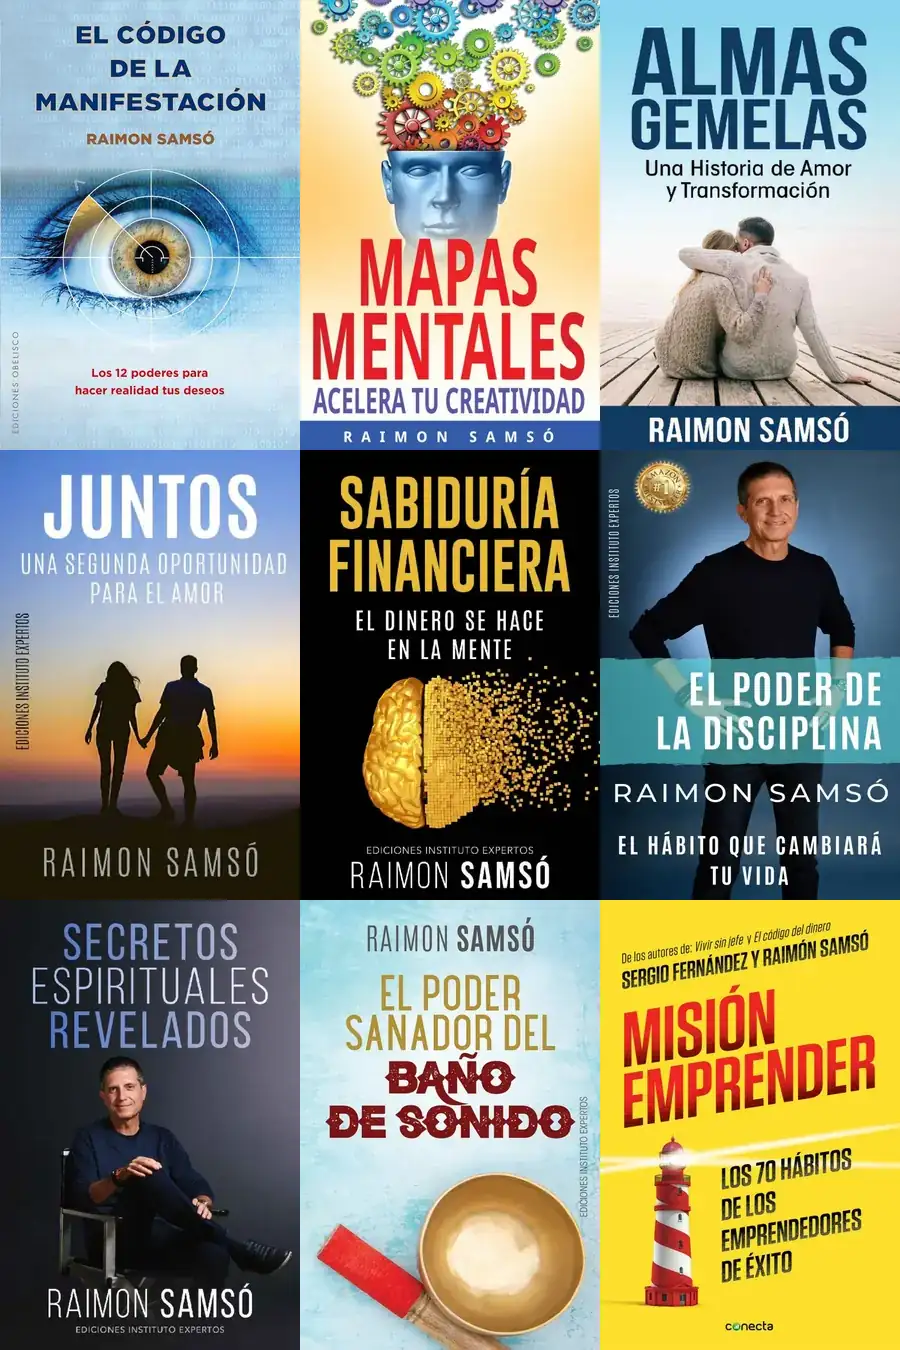 EL CÓDIGO
DE LA
MANIFESTACIÓN
RAIMON SAMSÓ
Los 12 poderes para
hacer realidad tus deseos
EDICIONES OBELISCO
MAPAS
MENTALES
ACELERA TU CREATIVIDAD
RAIMON SAMSÓ
ALMAS
GEMELAS
Una Historia de Amor
y Transformación
RAIMON SAMSÓ
JUNTOS
UNA SEGUNDA OPORTUNIDAD
PARA EL AMOR
EDICIONES INSTITUTO EXPERTOS
RAIMON SAMSÓ
SABIDURÍA
FINANCIERA
EL DINERO SE HACE
EN LA MENTE
EDICIONES INSTITUTO EXPERTOS
RAIMON SAMSÓ
AMAZON
#1
EDICIONES INSTITUTO EXPERTOS
EL PODER DE
LA DISCIPLINA
RAIMON SAMSÓ
EL HÁBITO QUE CAMBIARÁ
TU VIDA
SECRETOS
ESPIRITUALES
REVELADOS
RAIMON SAMSÓ
EDICIONES INSTITUTO EXPERTOS
RAIMON SAMSÓ
EL PODER
SANADOR DEL
BAÑO
DE SONIDO
EDICIONES INSTITUTO EXPERTOS
De los autores de: Vivir sin jefe y El código del dinero
SERGIO FERNÁNDEZ Y RAIMÓN SAMSÓ
MISIÓN
EMPRENDER
LOS 70 HÁBITOS
DE LOS
EMPRENDEDORES
DE ÉXITO
conecta